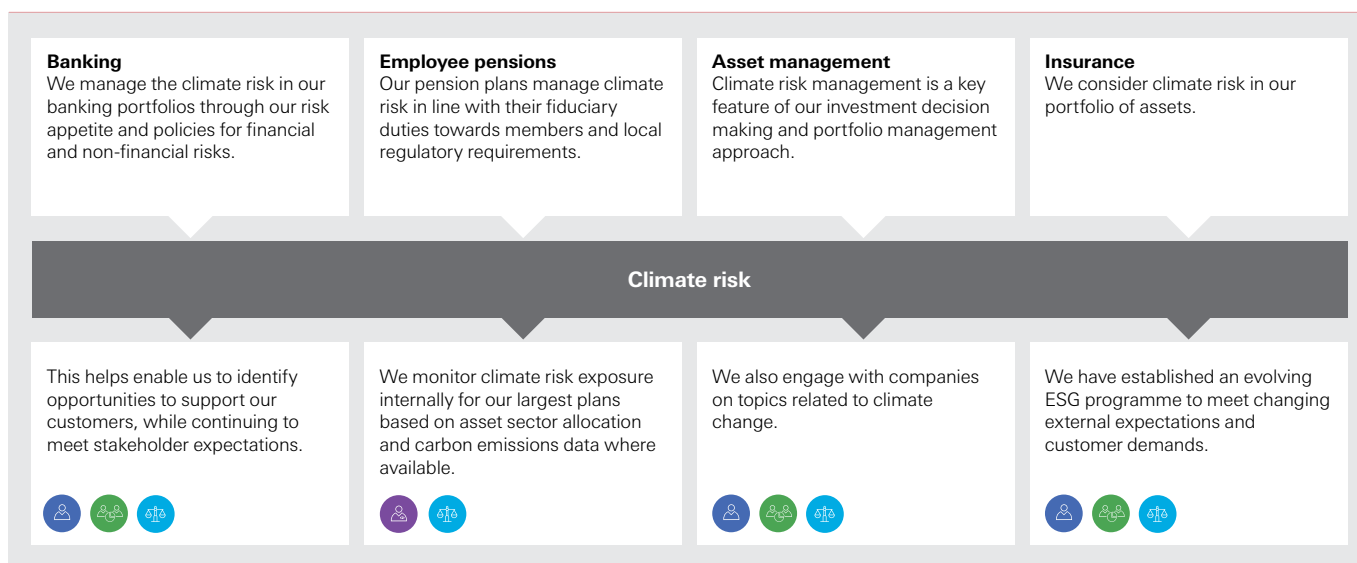 Banking
We manage the climate risk in our
banking portfolios through our risk
appetite and policies for financial
and non-financial risks.
Employee pensions
Our pension plans manage climate
risk in line with their fiduciary
duties towards members and local
regulatory requirements.
Asset management
Climate risk management is a key
feature of our investment decision
making and portfolio management
approach.
Insurance
We consider climate risk in our
portfolio of assets.
Climate risk
This helps enable us to identify
opportunities to support our
customers, while continuing to
meet stakeholder expectations.
We monitor climate risk exposure
internally for our largest plans
based on asset sector allocation
and carbon emissions data where
available.
We also engage with companies
on topics related to climate
change.
We have established an evolving
ESG programme to meet changing
external expectations and
customer demands.